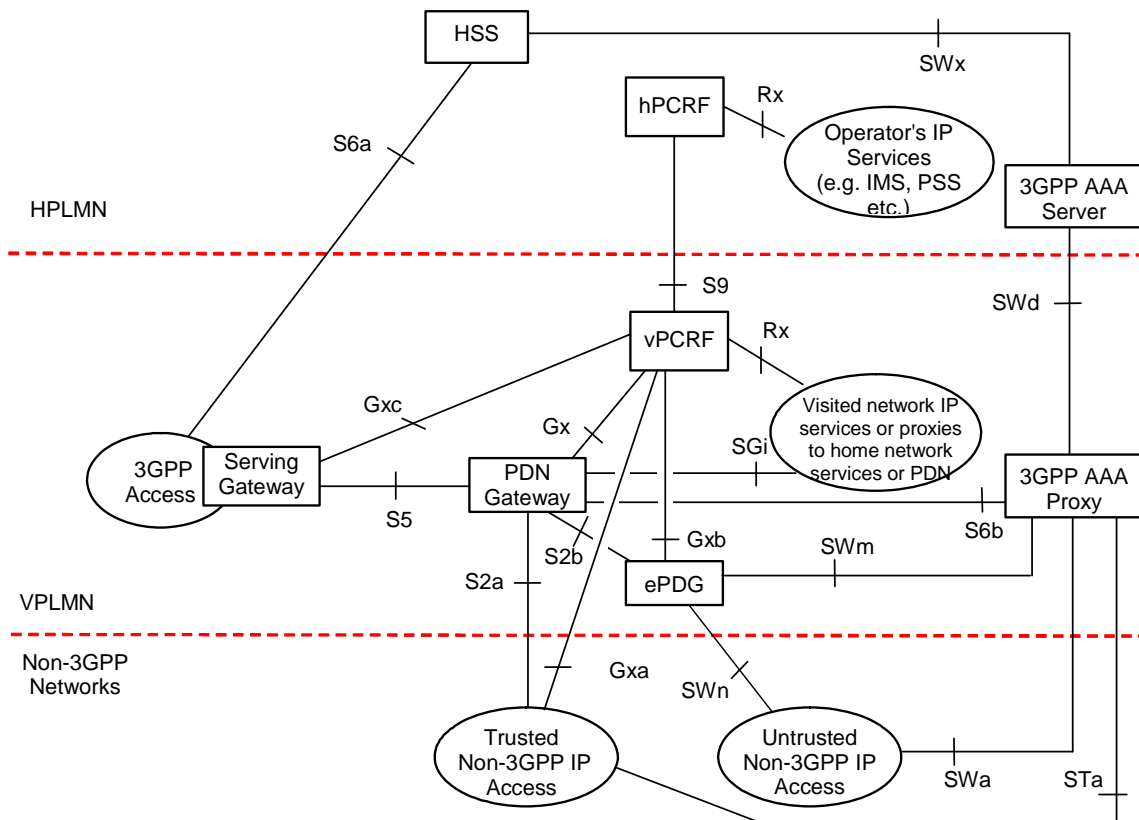 HSS
SWx
hPCRF
Rx
Operator's IP
Services
(e.g. IMS, PSS
etc.)
S6a
3GPP AAA
Server
HPLMN
S9
SWd
vPCRF
Rx
Gxc
Gx
Visited network IP
services or proxies
to home network
services or PDN
SGi
3GPP
Access
Serving
Gateway
PDN
Gateway
3GPP AAA
Proxy
S5
S6b
S2b
Gxb
SWm
S2a
ePDG
VPLMN
Non-3GPP
Networks
Gxa
SWn
Trusted
Non-3GPP IP
Access
Untrusted
Non-3GPP IP
Access
SWa
STa